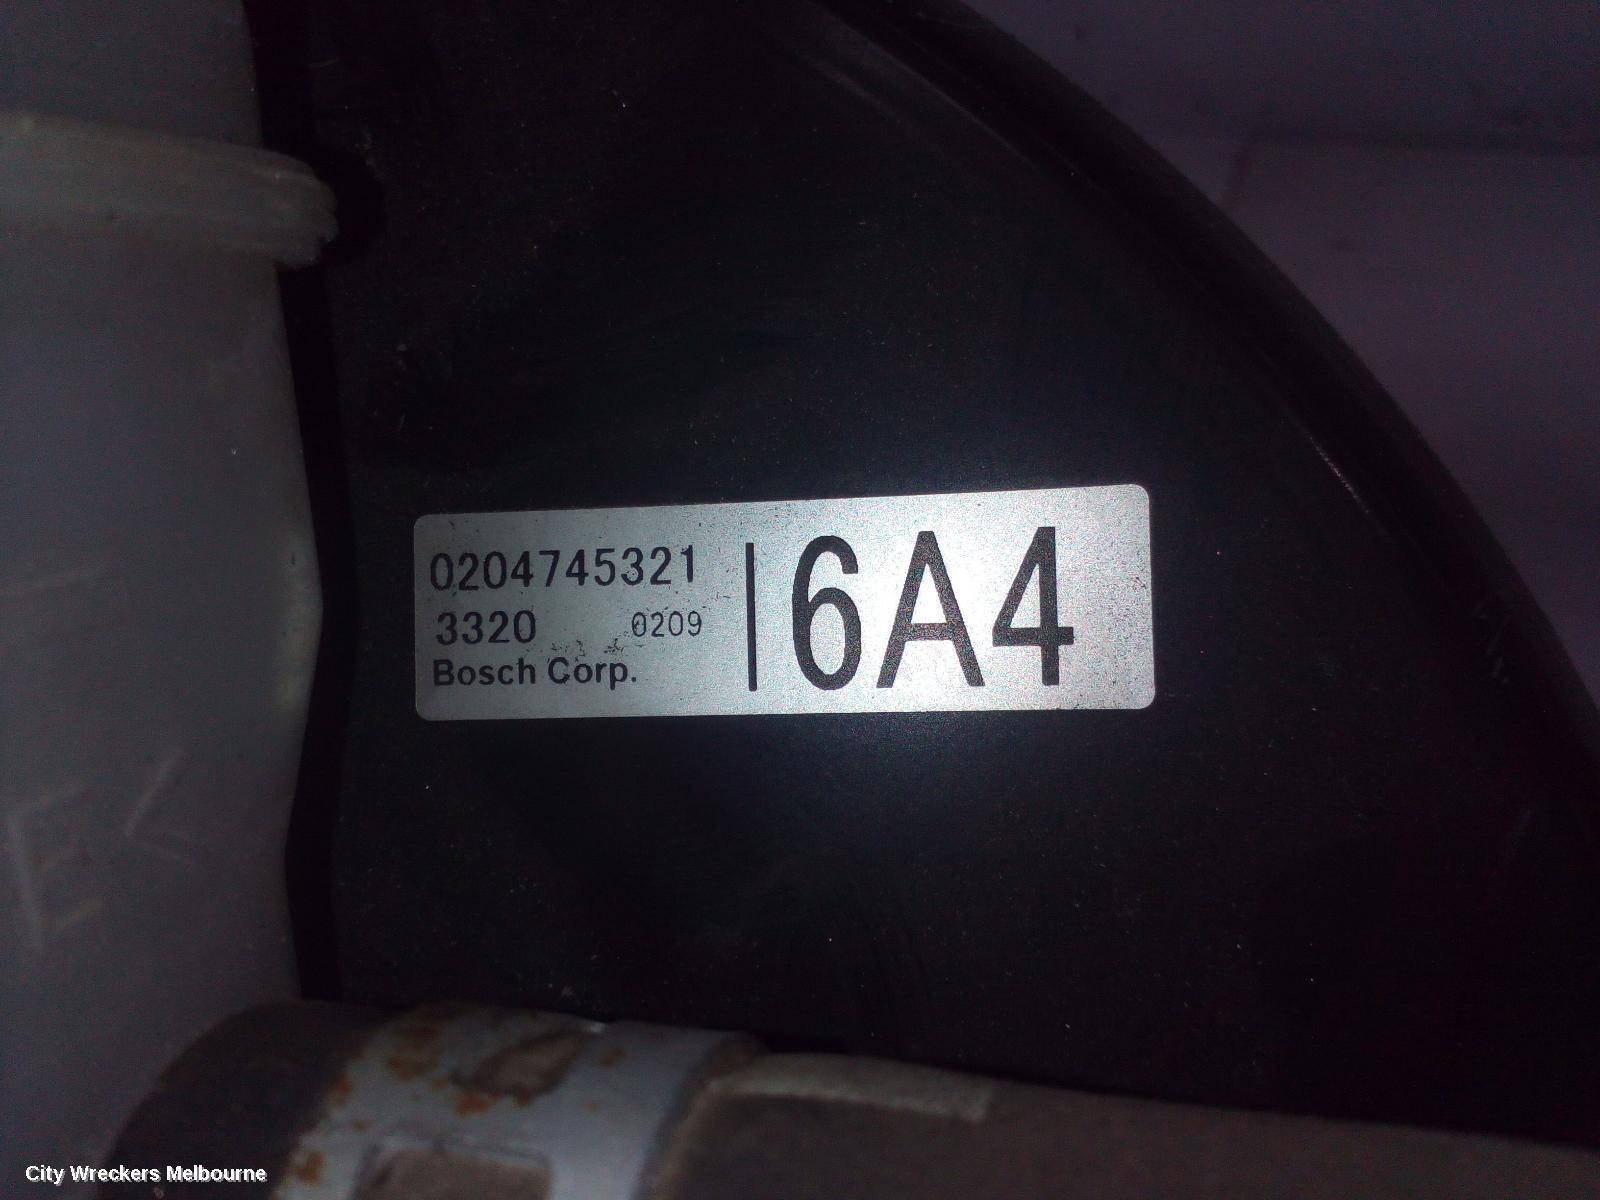 0204745321
3320 0209
Bosch Corp.
6A4
City Wreckers Melbourne